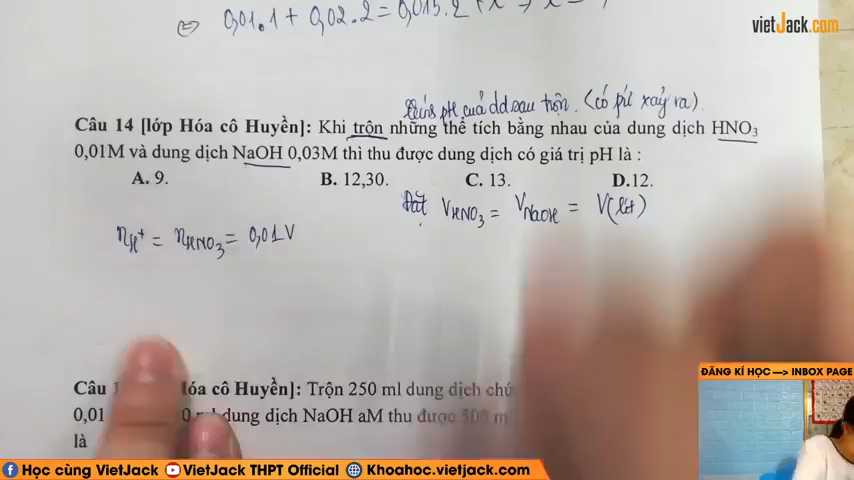 0,01.1 + 0,02.2 = 0,015.2 + x
vietJack.com
pH của dd sau trộn. (có pứ xảy ra)
Câu 14 [lớp Hóa cô Huyền]: Khi trộn những thể tích bằng nhau của dung dịch HNO3
0,01M và dung dịch NaOH 0,03M thì thu được dung dịch có giá trị pH là :
A. 9. B. 12,30. C. 13. D.12.
Đặt VHNO3 = VNaOH = V(lít)
nH+ = nHNO3 = 0,01V
ĐĂNG KÍ HỌC —> INBOX PAGE
Câu Hóa cô Huyền]: Trộn 250 ml dung dịch
0,01 dung dịch NaOH aM thu được 500 m
là
Học cùng VietJack VietJack THPT Official Khoahoc.vietjack.com